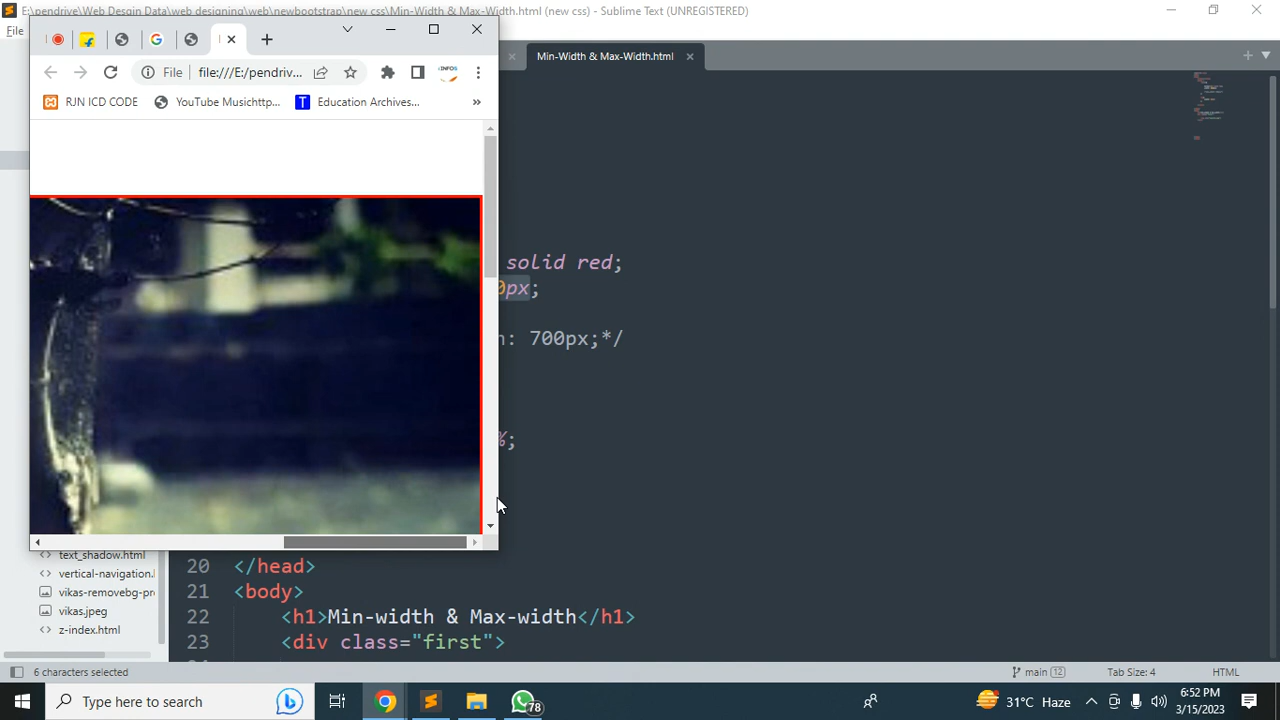 E:\pendrive\Web Desgin Data\web designing\web newbootstrap\new css\Min-Width & Max-Width.html (new css) - Sublime Text (UNREGISTERED)
File
Min-Width & Max-Width.html
File file:///E:/pendriv...
RJN ICD CODE YouTube Musichttp... Education Archives... »
solid red;
0px;
: 700px;*/
%;
text_shadow.html
vertical-navigation.
vikas-removebg-pr
vikas.jpeg
z-index.html
20 </head>
21 <body>
22 <h1>Min-width & Max-width</h1>
23 <div class="first">
6 characters selected main 12 Tab Size: 4 HTML
Type here to search 78 31°C Haze 6:52 PM
3/15/2023